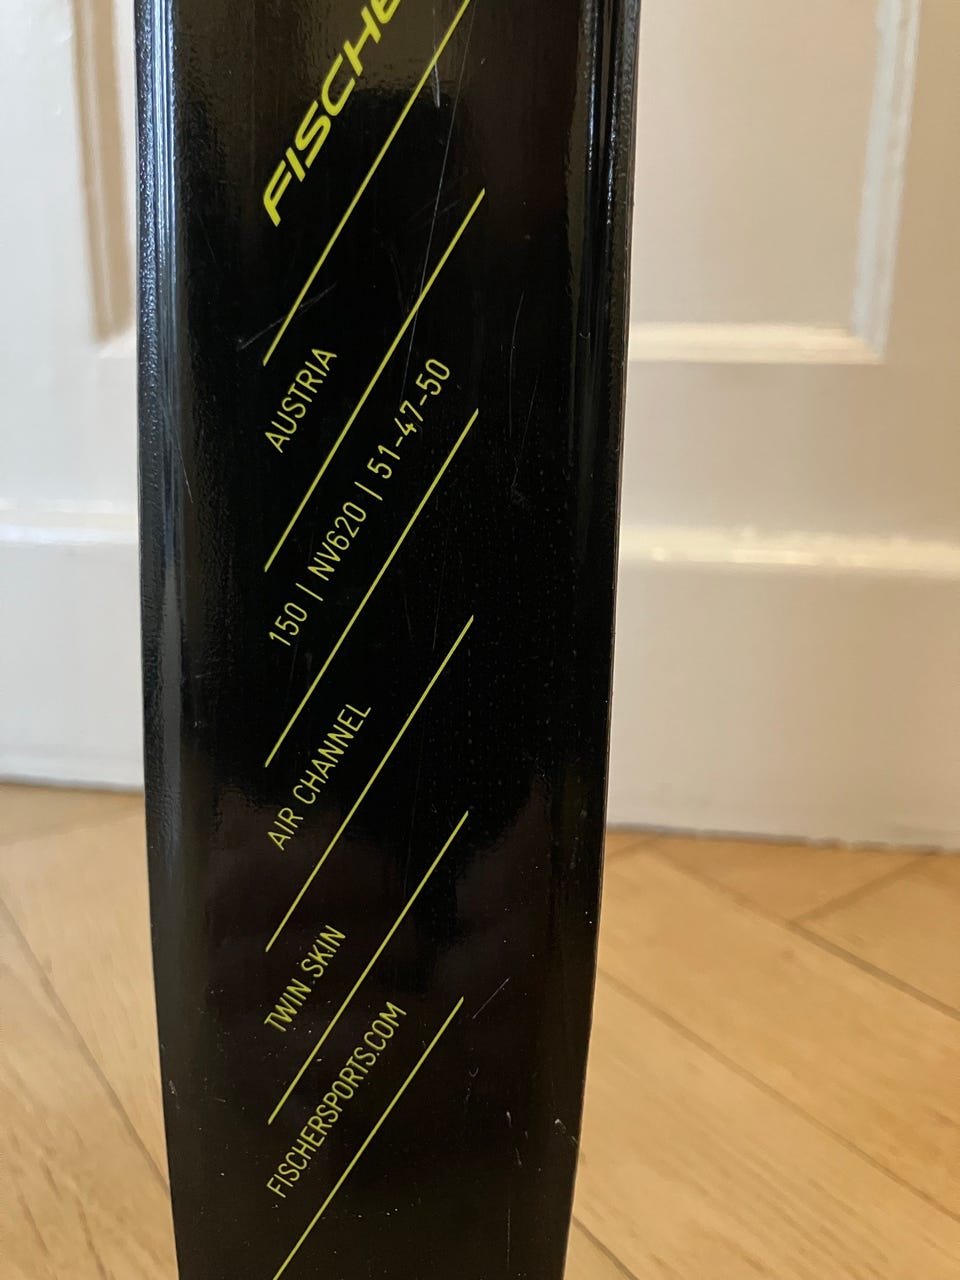 FISCHE
AUSTRIA
150 | NV620 | 51-47-50
AIR CHANNEL
TWIN SKIN
FISCHERSPORTS.COM